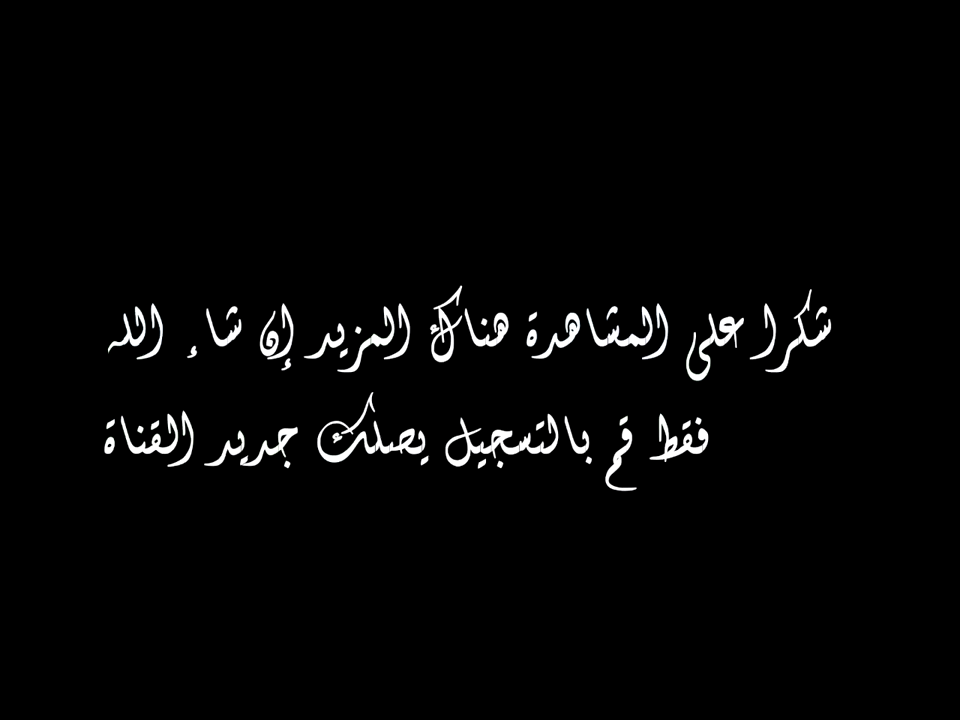 شكرا على المشاهدة هناك المزيد إن شاء الله
فقط قم بالتسجيل يصلك جديد القناة